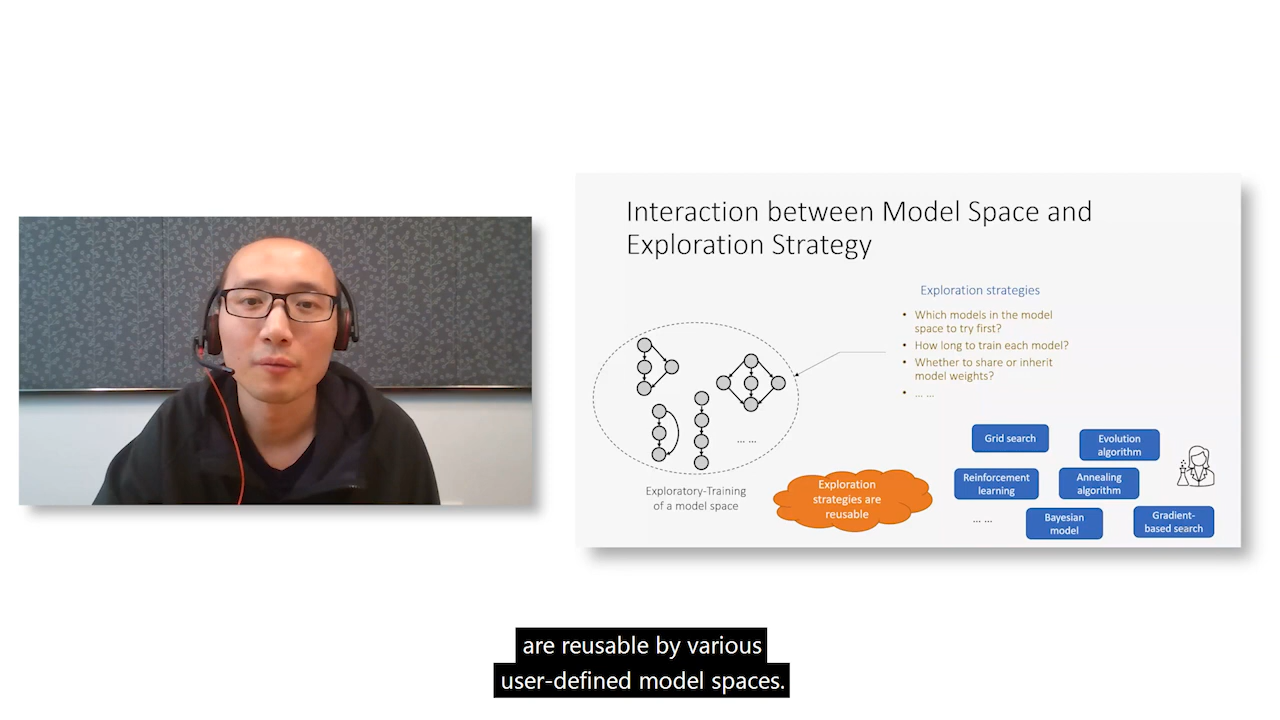 Interaction between Model Space and
Exploration Strategy
Exploration strategies
• Which models in the model
space to try first?
• How long to train each model?
• Whether to share or inherit
model weights?
• ... ...
... ...
Exploratory-Training
of a model space
Exploration
strategies are
reusable
Grid search
Evolution
algorithm
Reinforcement
learning
Annealing
algorithm
... ...
Bayesian
model
Gradient-
based search
are reusable by various
user-defined model spaces.